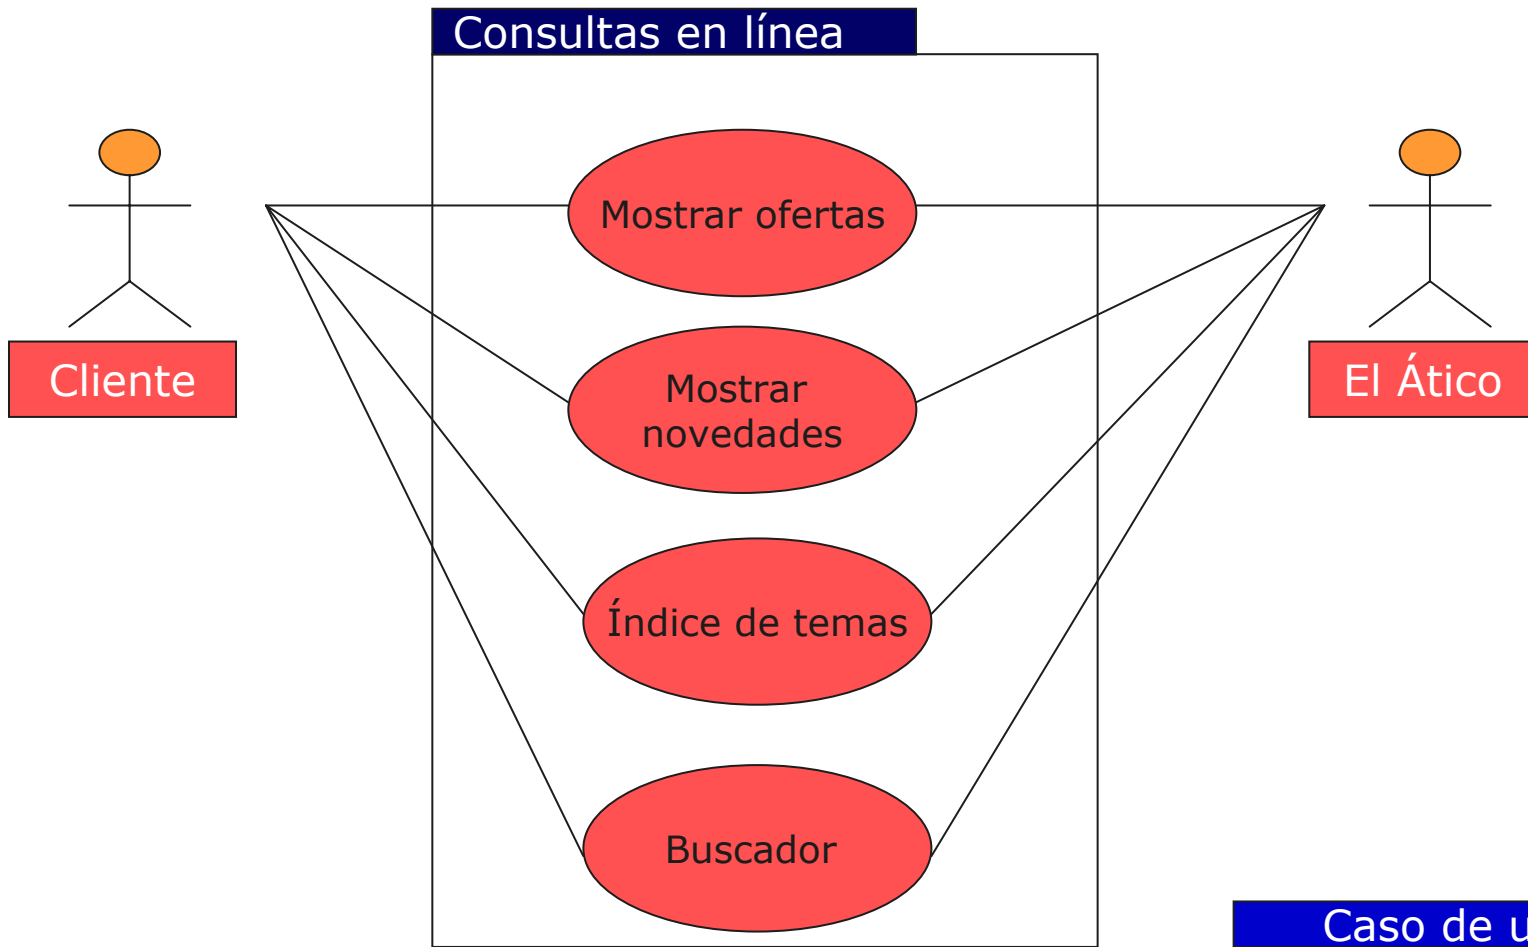 Consultas en línea
Mostrar ofertas
Mostrar
novedades
Cliente
El Ático
Índice de temas
Buscador
Caso de u